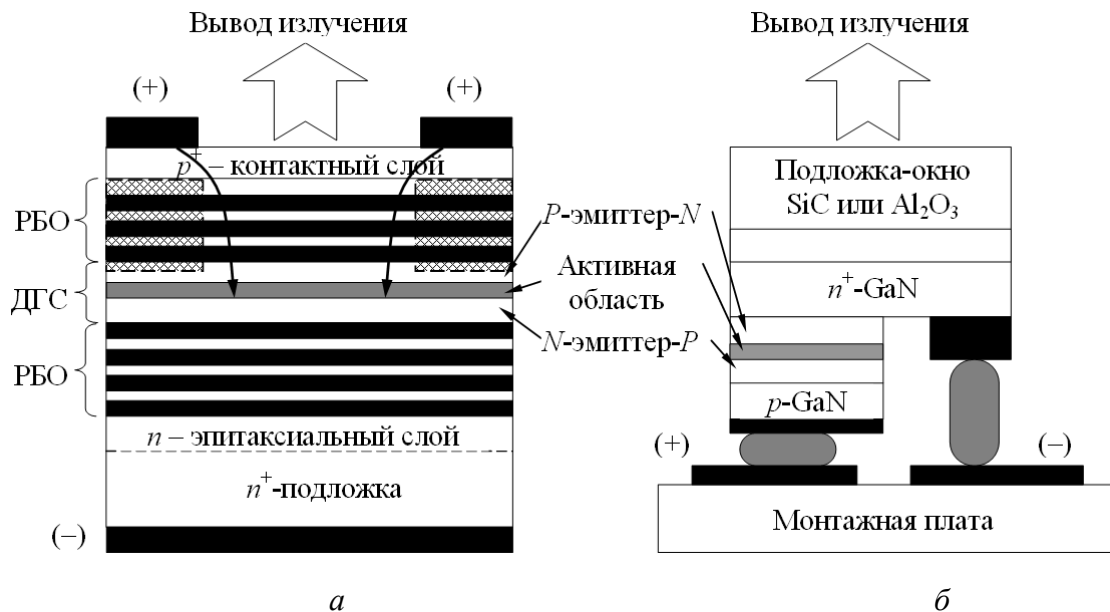 Вывод излучения
(+)
(+)
p⁺ – контактный слой
РБО
ДГС
РБО
n – эпитаксиальный слой
n⁺-подложка
(–)
а
P-эмиттер-N
Активная
область
N-эмиттер-P
Вывод излучения
Подложка-окно
SiC или Al₂O₃
n⁺-GaN
p-GaN
(+)
(–)
Монтажная плата
б